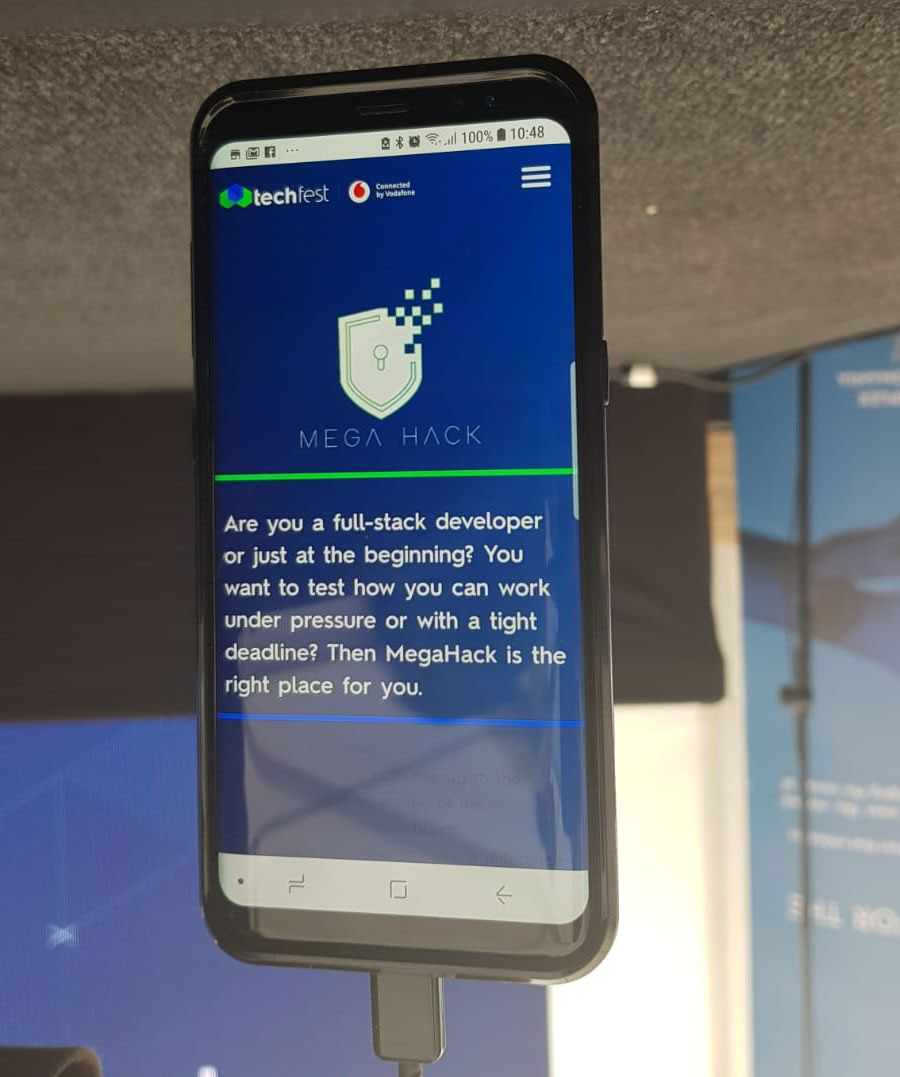 100% 10:48
techfest Connected
by Vodafone
MEGA HACK
Are you a full-stack developer
or just at the beginning? You
want to test how you can work
under pressure or with a tight
deadline? Then MegaHack is the
right place for you.